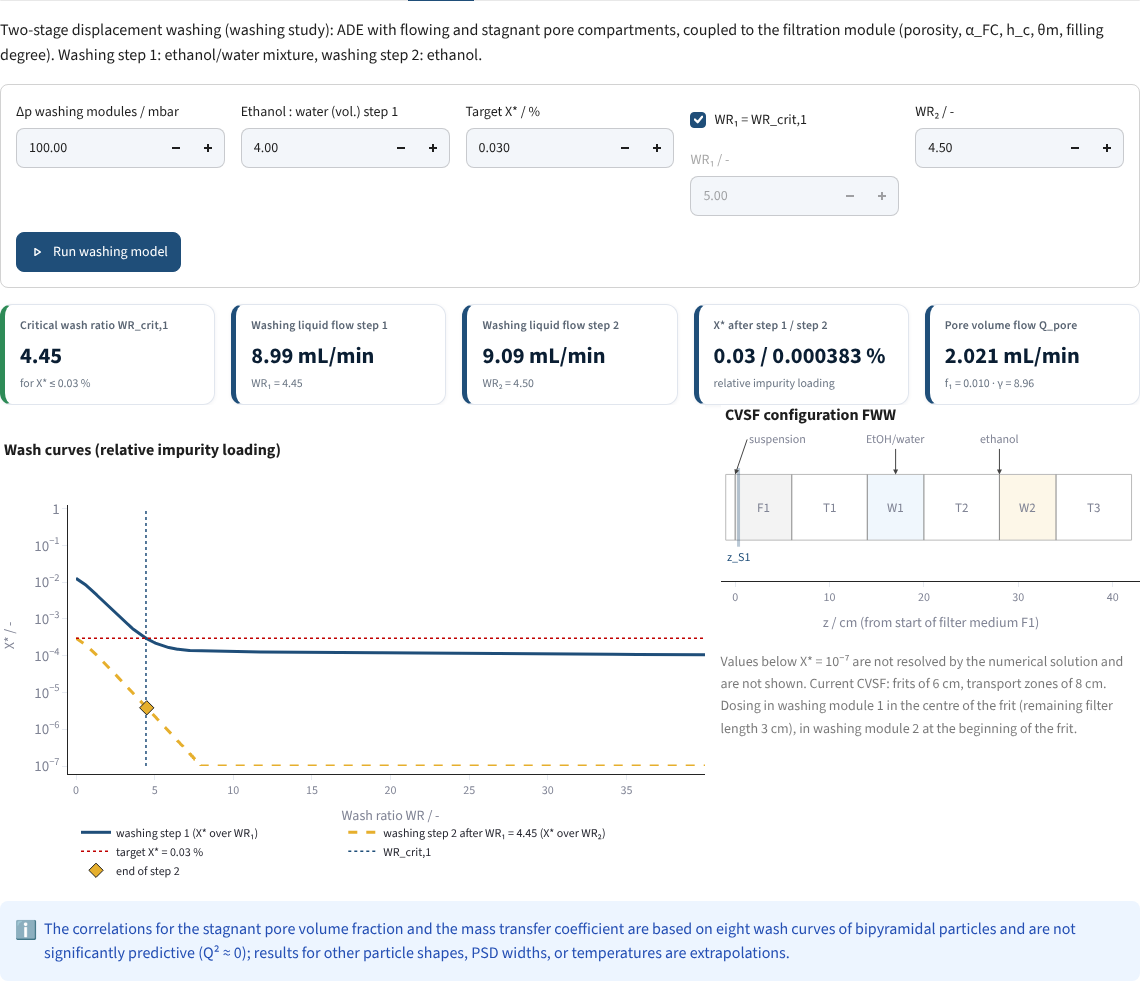 Two-stage displacement washing (washing study): ADE with flowing and stagnant pore compartments, coupled to the filtration module (porosity, α_FC, h_c, θm, filling
degree). Washing step 1: ethanol/water mixture, washing step 2: ethanol.
Δp washing modules / mbar
Ethanol : water (vol.) step 1
Target X* / %
WR₁ = WR_crit,1
WR₂ / -
100.00
4.00
0.030
4.50
WR₁ / -
5.00
Run washing model
Critical wash ratio WR_crit,1
4.45
for X* ≤ 0.03 %
Washing liquid flow step 1
8.99 mL/min
WR₁ = 4.45
Washing liquid flow step 2
9.09 mL/min
WR₂ = 4.50
X* after step 1 / step 2
0.03 / 0.000383 %
relative impurity loading
Pore volume flow Q_pore
2.021 mL/min
f₁ = 0.010 · γ = 8.96
Wash curves (relative impurity loading)
1
10⁻¹
10⁻²
10⁻³
10⁻⁴
10⁻⁵
10⁻⁶
10⁻⁷
X* / -
0 5 10 15 20 25 30 35
Wash ratio WR / -
washing step 1 (X* over WR₁)
washing step 2 after WR₁ = 4.45 (X* over WR₂)
target X* = 0.03 %
WR_crit,1
end of step 2
CVSF configuration FWW
suspension
EtOH/water
ethanol
F1 T1 W1 T2 W2 T3
z_S1
0 10 20 30 40
z / cm (from start of filter medium F1)
Values below X* = 10⁻⁷ are not resolved by the numerical solution and
are not shown. Current CVSF: frits of 6 cm, transport zones of 8 cm.
Dosing in washing module 1 in the centre of the frit (remaining filter
length 3 cm), in washing module 2 at the beginning of the frit.
The correlations for the stagnant pore volume fraction and the mass transfer coefficient are based on eight wash curves of bipyramidal particles and are not
significantly predictive (Q² ≈ 0); results for other particle shapes, PSD widths, or temperatures are extrapolations.